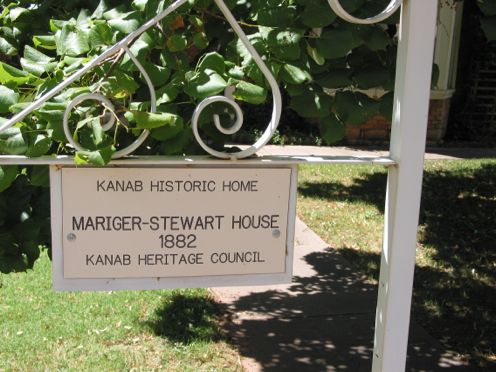 KANAB HISTORIC HOME
MARIGER-STEWART HOUSE
1882
KANAB HERITAGE COUNCIL